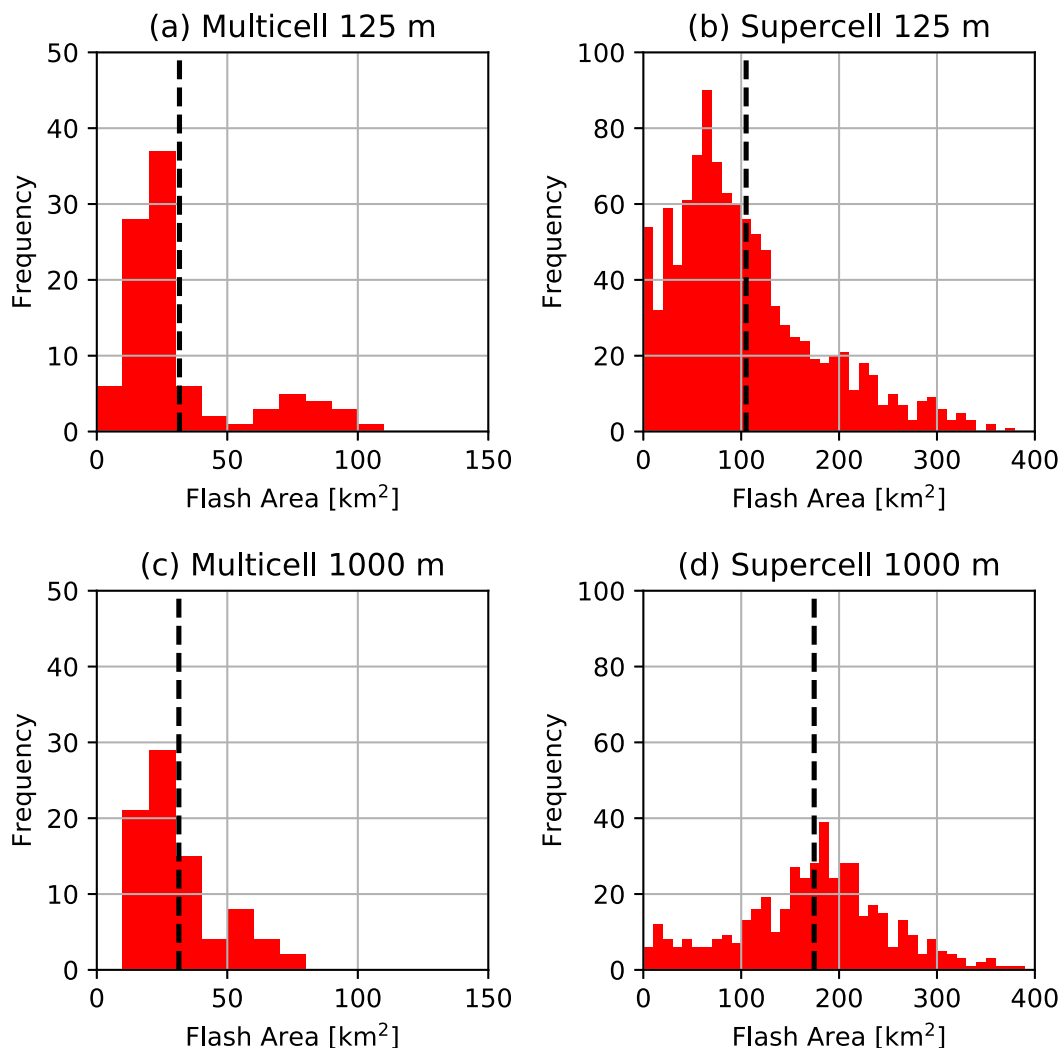 (a) Multicell 125 m
50
40
30
20
10
0
Frequency
0 50 100 150
Flash Area [km²]
(b) Supercell 125 m
100
80
60
40
20
0
Frequency
0 100 200 300 400
Flash Area [km²]
(c) Multicell 1000 m
50
40
30
20
10
0
Frequency
0 50 100 150
Flash Area [km²]
(d) Supercell 1000 m
100
80
60
40
20
0
Frequency
0 100 200 300 400
Flash Area [km²]